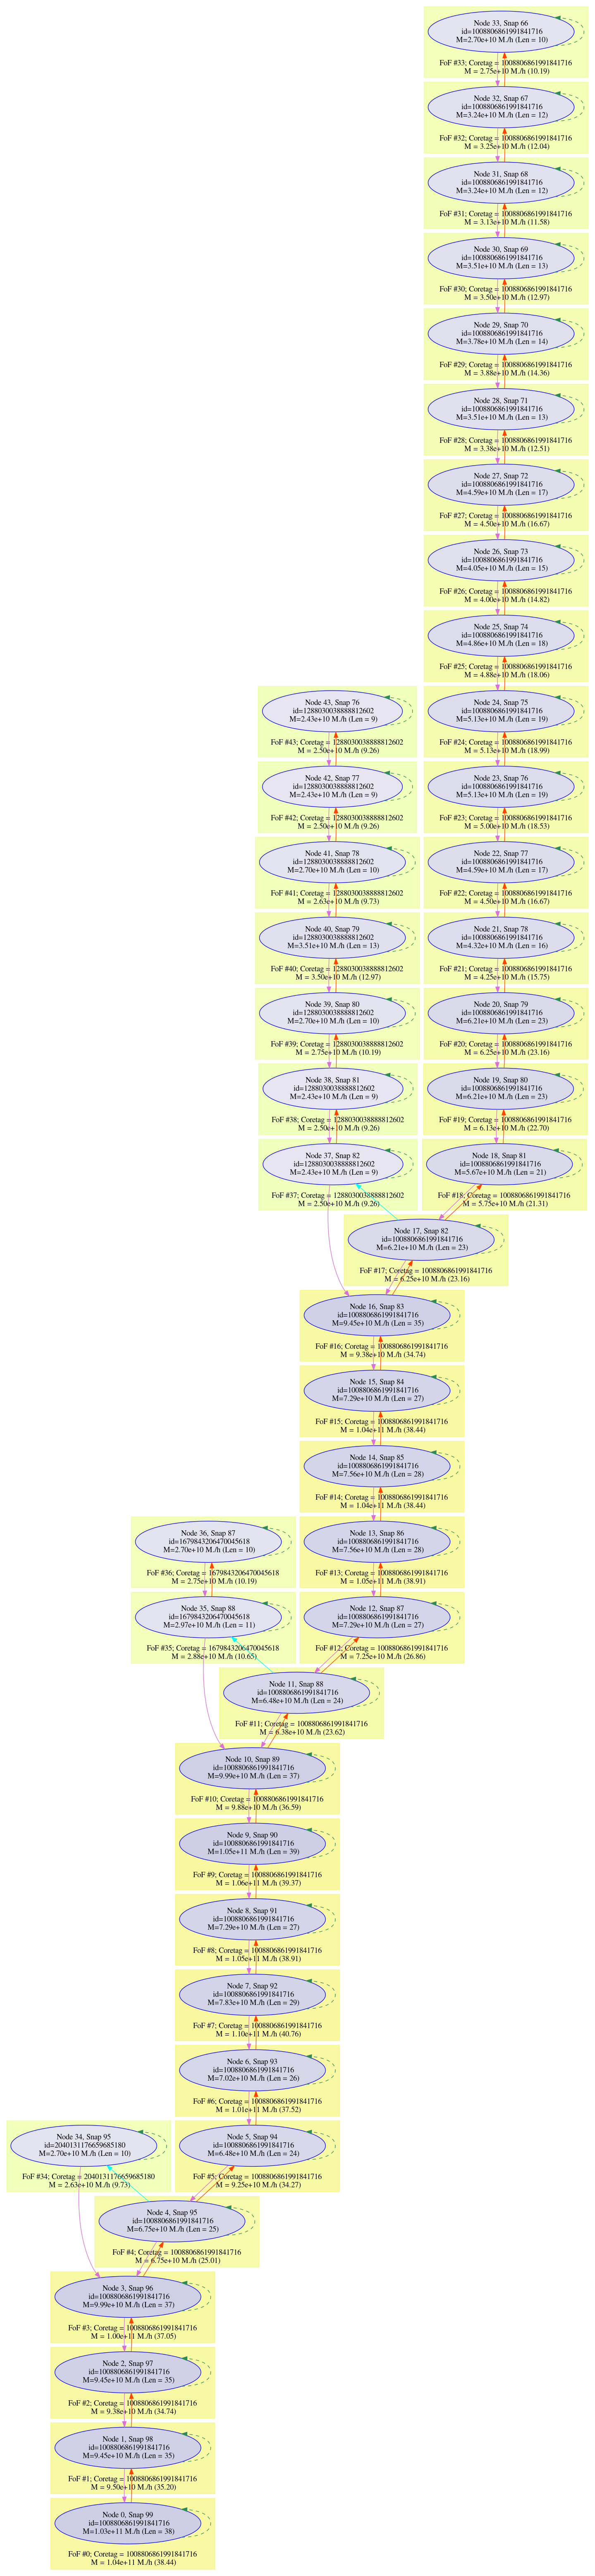 Node 33, Snap 66
id=1008806861991841716
M=2.70e+10 M./h (Len = 10)
FoF #33; Coretag = 1008806861991841716
M = 2.75e+10 M./h (10.19)
Node 32, Snap 67
id=1008806861991841716
M=3.24e+10 M./h (Len = 12)
FoF #32; Coretag = 1008806861991841716
M = 3.25e+10 M./h (12.04)
Node 31, Snap 68
id=1008806861991841716
M=3.24e+10 M./h (Len = 12)
FoF #31; Coretag = 1008806861991841716
M = 3.13e+10 M./h (11.58)
Node 30, Snap 69
id=1008806861991841716
M=3.51e+10 M./h (Len = 13)
FoF #30; Coretag = 1008806861991841716
M = 3.50e+10 M./h (12.97)
Node 29, Snap 70
id=1008806861991841716
M=3.78e+10 M./h (Len = 14)
FoF #29; Coretag = 1008806861991841716
M = 3.88e+10 M./h (14.36)
Node 28, Snap 71
id=1008806861991841716
M=3.51e+10 M./h (Len = 13)
FoF #28; Coretag = 1008806861991841716
M = 3.38e+10 M./h (12.51)
Node 27, Snap 72
id=1008806861991841716
M=4.59e+10 M./h (Len = 17)
FoF #27; Coretag = 1008806861991841716
M = 4.50e+10 M./h (16.67)
Node 26, Snap 73
id=1008806861991841716
M=4.05e+10 M./h (Len = 15)
FoF #26; Coretag = 1008806861991841716
M = 4.00e+10 M./h (14.82)
Node 25, Snap 74
id=1008806861991841716
M=4.86e+10 M./h (Len = 18)
FoF #25; Coretag = 1008806861991841716
M = 4.88e+10 M./h (18.06)
Node 43, Snap 76
id=1288030038888812602
M=2.43e+10 M./h (Len = 9)
FoF #43; Coretag = 1288030038888812602
M = 2.50e+10 M./h (9.26)
Node 24, Snap 75
id=1008806861991841716
M=5.13e+10 M./h (Len = 19)
FoF #24; Coretag = 1008806861991841716
M = 5.13e+10 M./h (18.99)
Node 42, Snap 77
id=1288030038888812602
M=2.43e+10 M./h (Len = 9)
FoF #42; Coretag = 1288030038888812602
M = 2.50e+10 M./h (9.26)
Node 23, Snap 76
id=1008806861991841716
M=5.13e+10 M./h (Len = 19)
FoF #23; Coretag = 1008806861991841716
M = 5.00e+10 M./h (18.53)
Node 41, Snap 78
id=1288030038888812602
M=2.70e+10 M./h (Len = 10)
FoF #41; Coretag = 1288030038888812602
M = 2.63e+10 M./h (9.73)
Node 22, Snap 77
id=1008806861991841716
M=4.59e+10 M./h (Len = 17)
FoF #22; Coretag = 1008806861991841716
M = 4.50e+10 M./h (16.67)
Node 40, Snap 79
id=1288030038888812602
M=3.51e+10 M./h (Len = 13)
FoF #40; Coretag = 1288030038888812602
M = 3.50e+10 M./h (12.97)
Node 21, Snap 78
id=1008806861991841716
M=4.32e+10 M./h (Len = 16)
FoF #21; Coretag = 1008806861991841716
M = 4.25e+10 M./h (15.75)
Node 39, Snap 80
id=1288030038888812602
M=2.70e+10 M./h (Len = 10)
FoF #39; Coretag = 1288030038888812602
M = 2.75e+10 M./h (10.19)
Node 20, Snap 79
id=1008806861991841716
M=6.21e+10 M./h (Len = 23)
FoF #20; Coretag = 1008806861991841716
M = 6.25e+10 M./h (23.16)
Node 38, Snap 81
id=1288030038888812602
M=2.43e+10 M./h (Len = 9)
FoF #38; Coretag = 1288030038888812602
M = 2.50e+10 M./h (9.26)
Node 19, Snap 80
id=1008806861991841716
M=6.21e+10 M./h (Len = 23)
FoF #19; Coretag = 1008806861991841716
M = 6.13e+10 M./h (22.70)
Node 37, Snap 82
id=1288030038888812602
M=2.43e+10 M./h (Len = 9)
FoF #37; Coretag = 1288030038888812602
M = 2.50e+10 M./h (9.26)
Node 18, Snap 81
id=1008806861991841716
M=5.67e+10 M./h (Len = 21)
FoF #18; Coretag = 1008806861991841716
M = 5.75e+10 M./h (21.31)
Node 17, Snap 82
id=1008806861991841716
M=6.21e+10 M./h (Len = 23)
FoF #17; Coretag = 1008806861991841716
M = 6.25e+10 M./h (23.16)
Node 16, Snap 83
id=1008806861991841716
M=9.45e+10 M./h (Len = 35)
FoF #16; Coretag = 1008806861991841716
M = 9.38e+10 M./h (34.74)
Node 15, Snap 84
id=1008806861991841716
M=7.29e+10 M./h (Len = 27)
FoF #15; Coretag = 1008806861991841716
M = 1.04e+11 M./h (38.44)
Node 14, Snap 85
id=1008806861991841716
M=7.56e+10 M./h (Len = 28)
FoF #14; Coretag = 1008806861991841716
M = 1.04e+11 M./h (38.44)
Node 36, Snap 87
id=1679843206470045618
M=2.70e+10 M./h (Len = 10)
FoF #36; Coretag = 1679843206470045618
M = 2.75e+10 M./h (10.19)
Node 13, Snap 86
id=1008806861991841716
M=7.56e+10 M./h (Len = 28)
FoF #13; Coretag = 1008806861991841716
M = 1.05e+11 M./h (38.91)
Node 35, Snap 88
id=1679843206470045618
M=2.97e+10 M./h (Len = 11)
FoF #35; Coretag = 1679843206470045618
M = 2.88e+10 M./h (10.65)
Node 12, Snap 87
id=1008806861991841716
M=7.29e+10 M./h (Len = 27)
FoF #12; Coretag = 1008806861991841716
M = 7.25e+10 M./h (26.86)
Node 11, Snap 88
id=1008806861991841716
M=6.48e+10 M./h (Len = 24)
FoF #11; Coretag = 1008806861991841716
M = 6.38e+10 M./h (23.62)
Node 10, Snap 89
id=1008806861991841716
M=9.99e+10 M./h (Len = 37)
FoF #10; Coretag = 1008806861991841716
M = 9.88e+10 M./h (36.59)
Node 9, Snap 90
id=1008806861991841716
M=1.05e+11 M./h (Len = 39)
FoF #9; Coretag = 1008806861991841716
M = 1.06e+11 M./h (39.37)
Node 8, Snap 91
id=1008806861991841716
M=7.29e+10 M./h (Len = 27)
FoF #8; Coretag = 1008806861991841716
M = 1.05e+11 M./h (38.91)
Node 7, Snap 92
id=1008806861991841716
M=7.83e+10 M./h (Len = 29)
FoF #7; Coretag = 1008806861991841716
M = 1.10e+11 M./h (40.76)
Node 6, Snap 93
id=1008806861991841716
M=7.02e+10 M./h (Len = 26)
FoF #6; Coretag = 1008806861991841716
M = 1.01e+11 M./h (37.52)
Node 34, Snap 95
id=2040131176659685180
M=2.70e+10 M./h (Len = 10)
FoF #34; Coretag = 2040131176659685180
M = 2.63e+10 M./h (9.73)
Node 5, Snap 94
id=1008806861991841716
M=6.48e+10 M./h (Len = 24)
FoF #5; Coretag = 1008806861991841716
M = 9.25e+10 M./h (34.27)
Node 4, Snap 95
id=1008806861991841716
M=6.75e+10 M./h (Len = 25)
FoF #4; Coretag = 1008806861991841716
M = 6.75e+10 M./h (25.01)
Node 3, Snap 96
id=1008806861991841716
M=9.99e+10 M./h (Len = 37)
FoF #3; Coretag = 1008806861991841716
M = 1.00e+11 M./h (37.05)
Node 2, Snap 97
id=1008806861991841716
M=9.45e+10 M./h (Len = 35)
FoF #2; Coretag = 1008806861991841716
M = 9.38e+10 M./h (34.74)
Node 1, Snap 98
id=1008806861991841716
M=9.45e+10 M./h (Len = 35)
FoF #1; Coretag = 1008806861991841716
M = 9.50e+10 M./h (35.20)
Node 0, Snap 99
id=1008806861991841716
M=1.03e+11 M./h (Len = 38)
FoF #0; Coretag = 1008806861991841716
M = 1.04e+11 M./h (38.44)